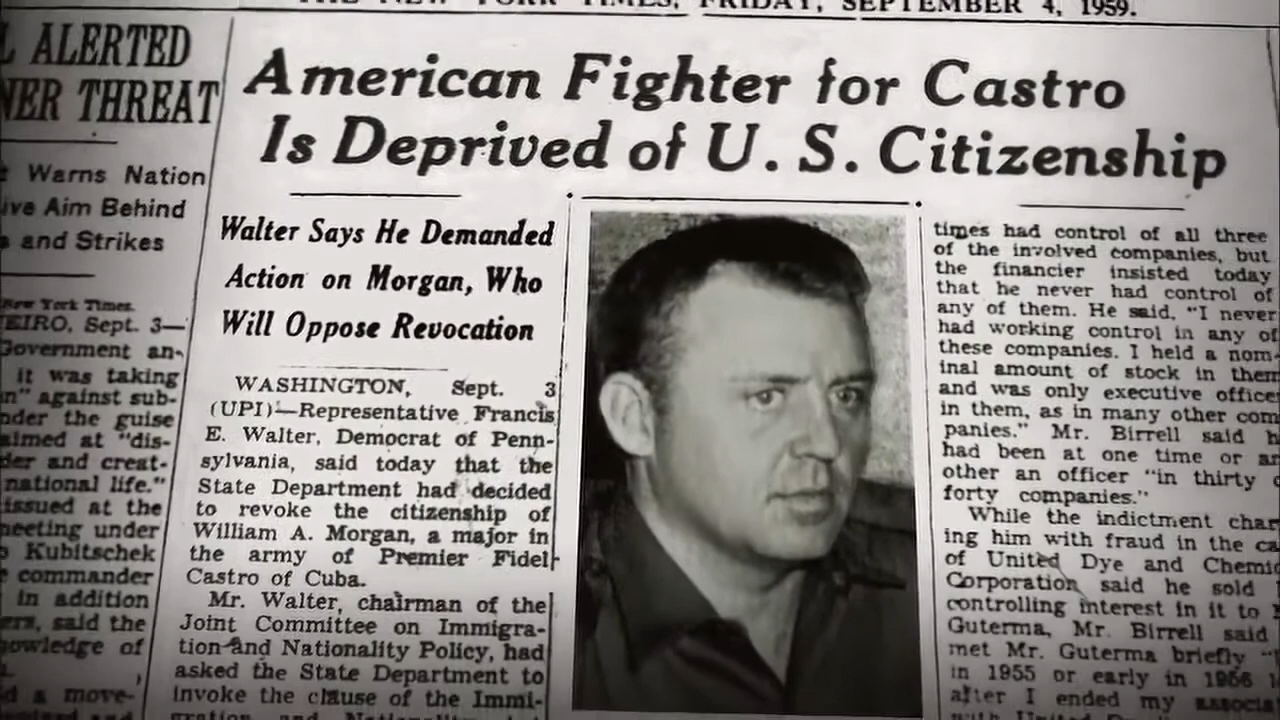 THE NEW YORK TIMES, FRIDAY, SEPTEMBER 4, 1959.
ALERTED
THREAT
Warns Nation
Aim Behind
and Strikes
New York Times.
Sept. 3—
Government an-
it was taking
against sub-
the guise
aimed at "dis-
and creat-
national life."
issued at the
meeting under
Kubitschek
commander
in addition
said the
of
a move-
American Fighter for Castro
Is Deprived of U. S. Citizenship
Walter Says He Demanded
Action on Morgan, Who
Will Oppose Revocation
WASHINGTON, Sept. 3
(UPI)—Representative Francis
E. Walter, Democrat of Penn-
sylvania, said today that the
State Department had decided
to revoke the citizenship of
William A. Morgan, a major in
the army of Premier Fidel
Castro of Cuba.
Mr. Walter, chairman of the
Joint Committee on Immigra-
tion and Nationality Policy, had
asked the State Department to
invoke the clause of the Immi-
gration and Nationality
times had control of all three
of the involved companies, but
the financier insisted today
that he never had control of
any of them. He said, "I never
had working control in any of
these companies. I held a nom-
inal amount of stock in them
and was only executive officer
in them, as in many other com
panies." Mr. Birrell said
had been at one time or
other an officer "in thirty
forty companies."
While the indictment
ing him with fraud in the
of United Dye and
Corporation said he sold
controlling interest in it to
Guterma, Mr. Birrell said
met Mr. Guterma briefly
in 1955 or early in 1956
after I ended my
with United